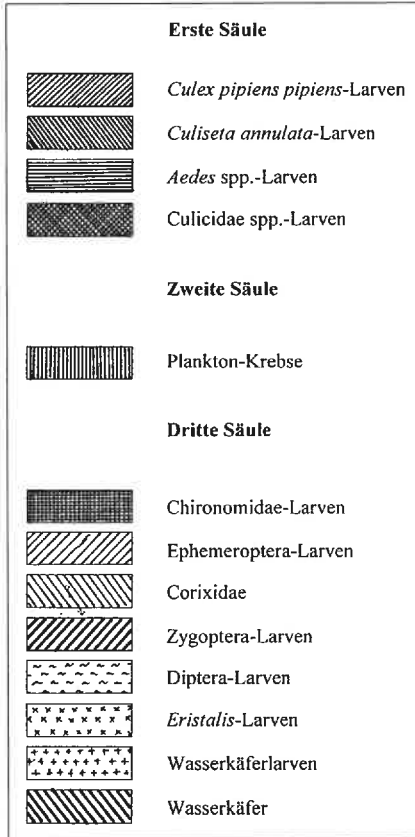 Erste Säule
Culex pipiens pipiens-Larven
Culiseta annulata-Larven
Aedes spp.-Larven
Culicidae spp.-Larven
Zweite Säule
Plankton-Krebse
Dritte Säule
Chironomidae-Larven
Ephemeroptera-Larven
Corixidae
Zygoptera-Larven
Diptera-Larven
Eristalis-Larven
Wasserkäferlarven
Wasserkäfer